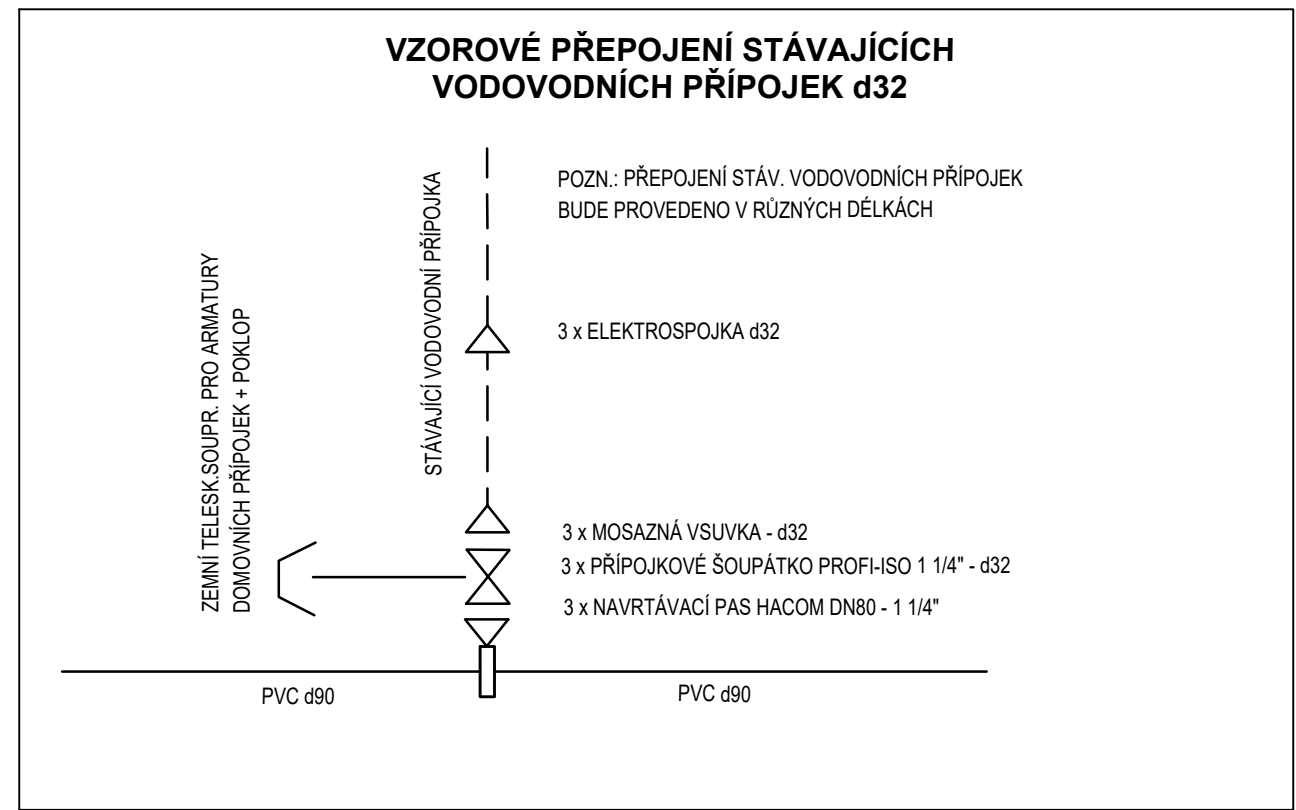 VZOROVÉ PŘEPOJENÍ STÁVAJÍCÍCH
VODOVODNÍCH PŘÍPOJEK d32
POZN.: PŘEPOJENÍ STÁV. VODOVODNÍCH PŘÍPOJEK
BUDE PROVEDENO V RŮZNÝCH DÉLKÁCH
STÁVAJÍCÍ VODOVODNÍ PŘÍPOJKA
ZEMNÍ TELESK.SOUPR. PRO ARMATURY
DOMOVNÍCH PŘÍPOJEK + POKLOP
3 x ELEKTROSPOJKA d32
3 x MOSAZNÁ VSUVKA - d32
3 x PŘÍPOJKOVÉ ŠOUPÁTKO PROFI-ISO 1 1/4" - d32
3 x NAVRTÁVACÍ PAS HACOM DN80 - 1 1/4"
PVC d90
PVC d90